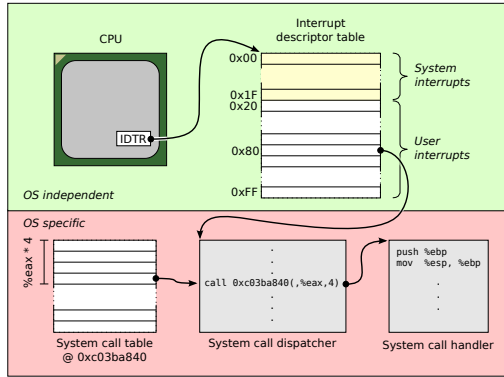 CPU
Interrupt
descriptor table
0x00
System
interrupts
0x1F
0x20
IDTR
0x80
User
interrupts
0xFF
OS independent
OS specific
%eax * 4
.
.
.
call 0xc03ba840(,%eax,4)
.
.
.
push %ebp
mov %esp, %ebp
.
.
.
System call table
@ 0xc03ba840
System call dispatcher
System call handler